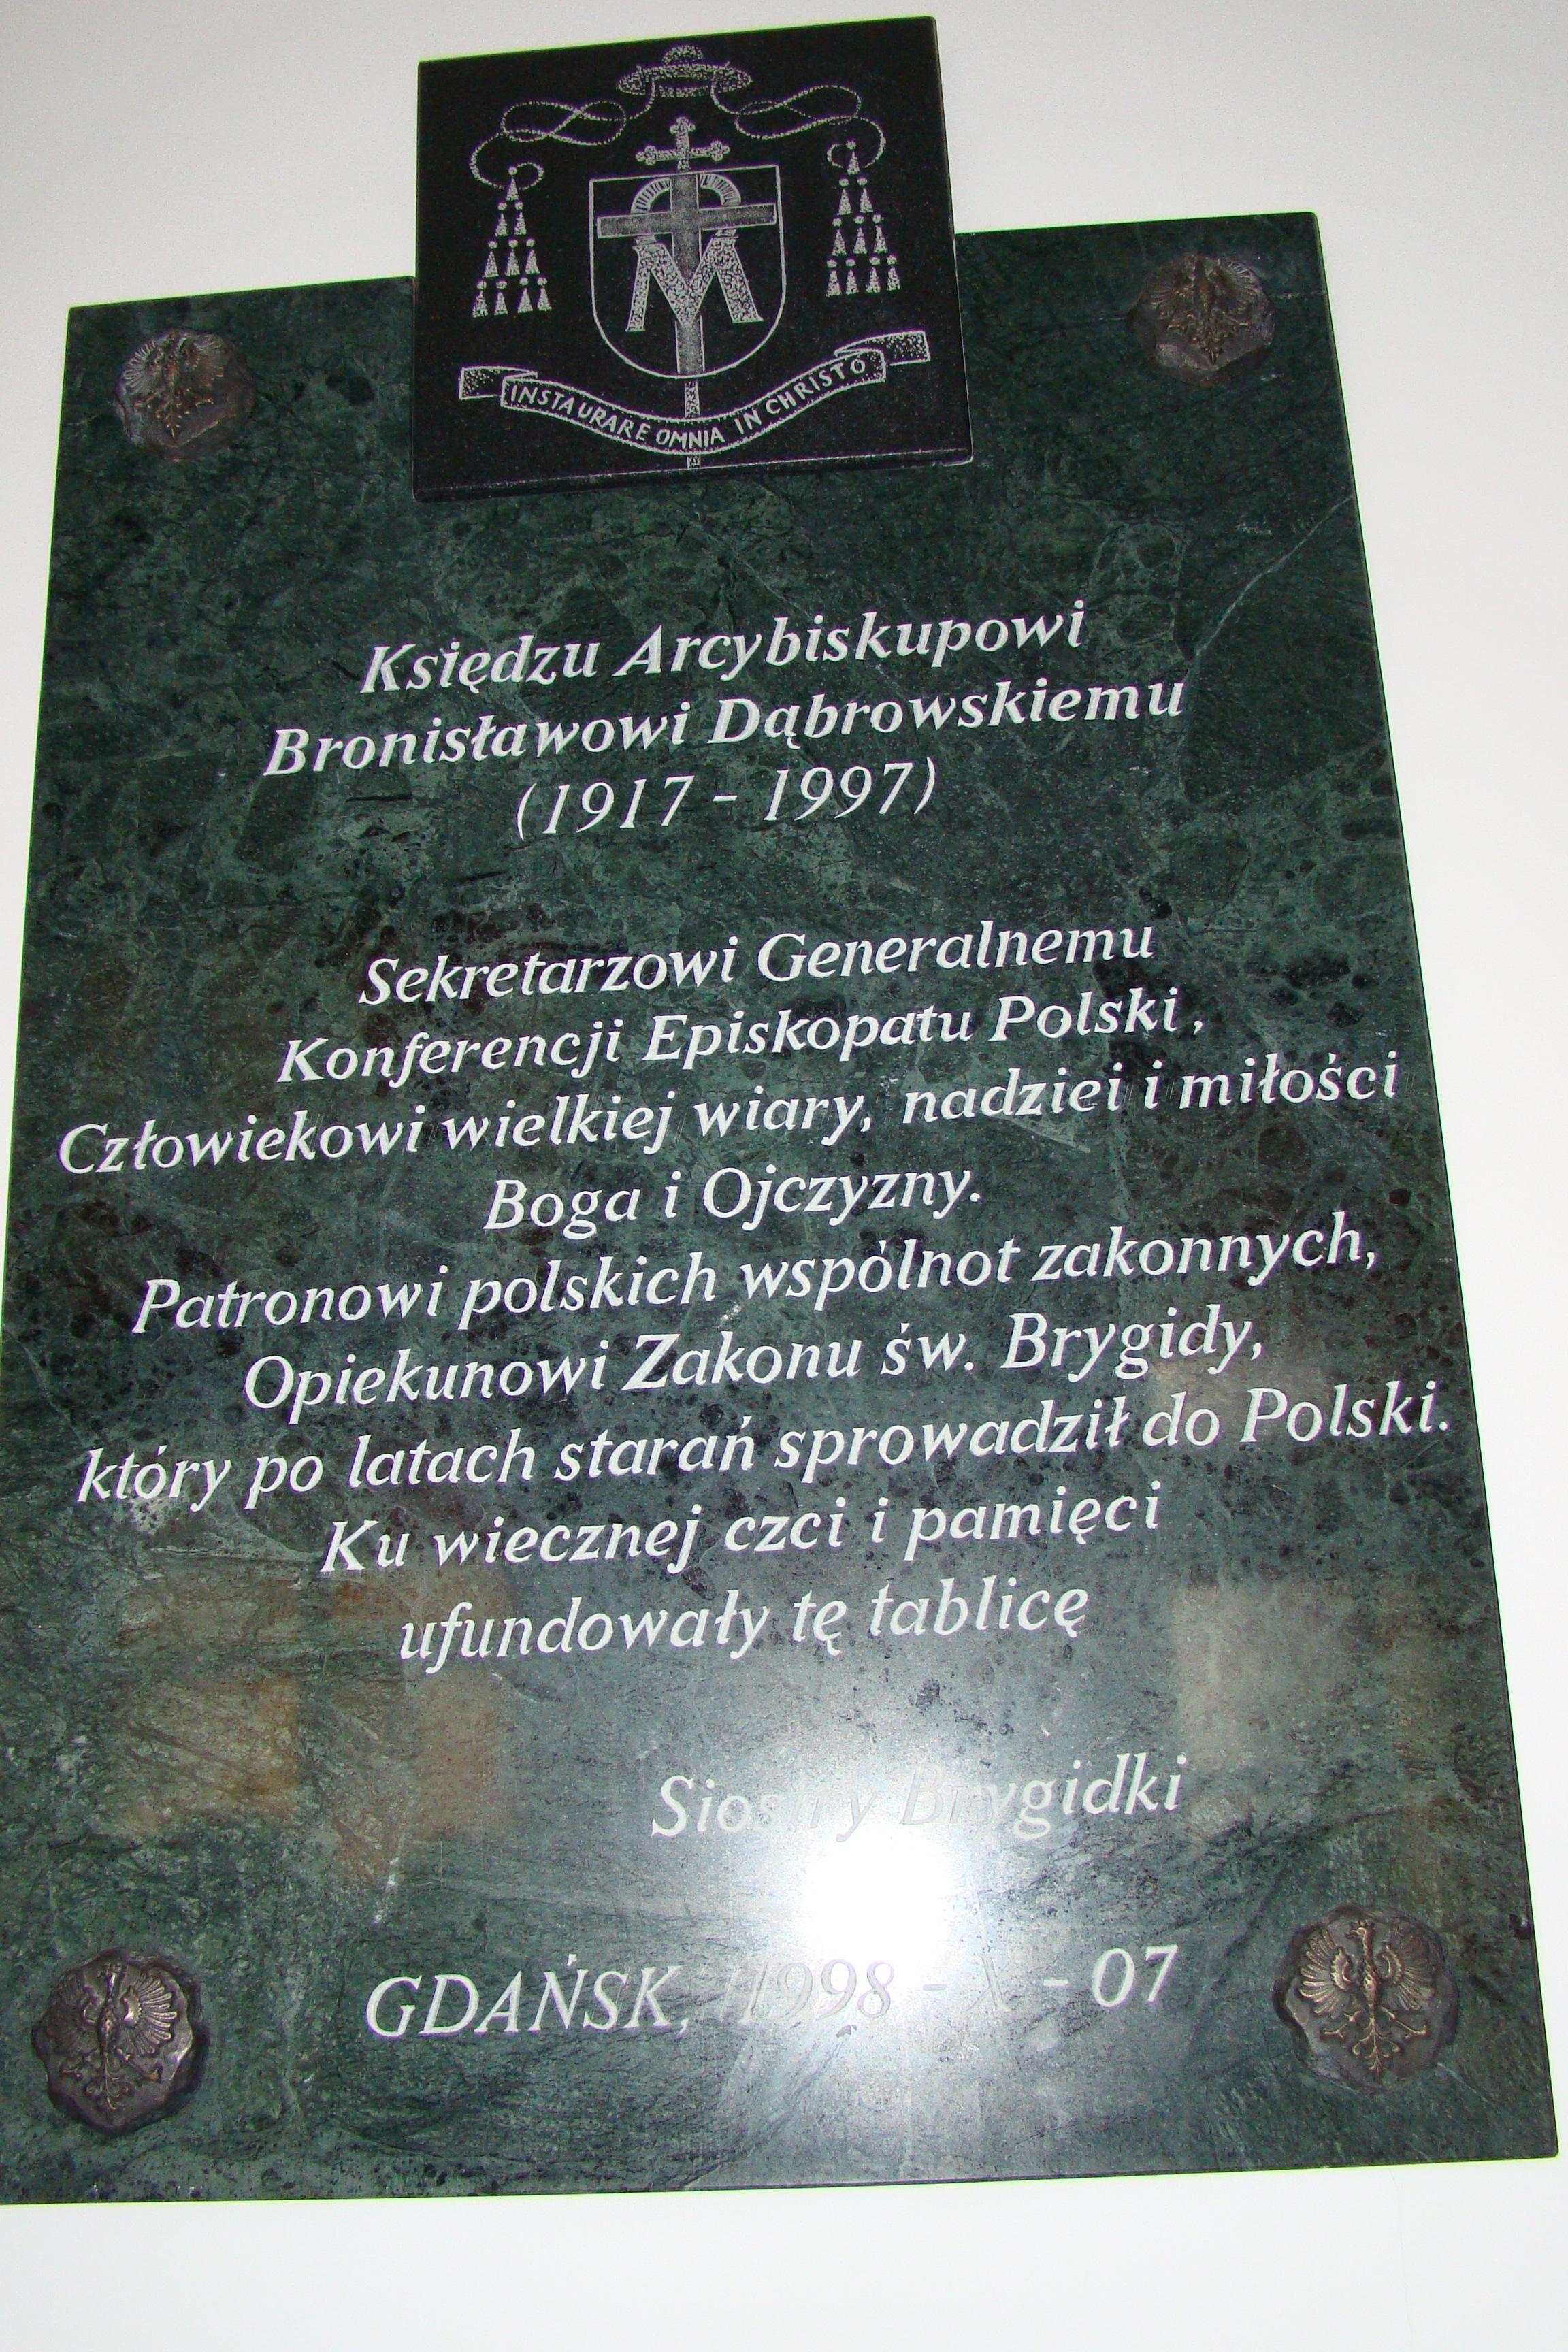 INSTAURARE OMNIA IN CHRISTO
Księdzu Arcybiskupowi
Bronisławowi Dąbrowskiemu
(1917 - 1997)
Sekretarzowi Generalnemu
Konferencji Episkopatu Polski,
Człowiekowi wielkiej wiary, nadziei i miłości
Boga i Ojczyzny.
Patronowi polskich wspólnot zakonnych,
Opiekunowi Zakonu św. Brygidy,
który po latach starań sprowadził do Polski.
Ku wiecznej czci i pamięci
ufundowały tę tablicę
Siostry Brygidki
GDAŃSK, 1998 - X - 07